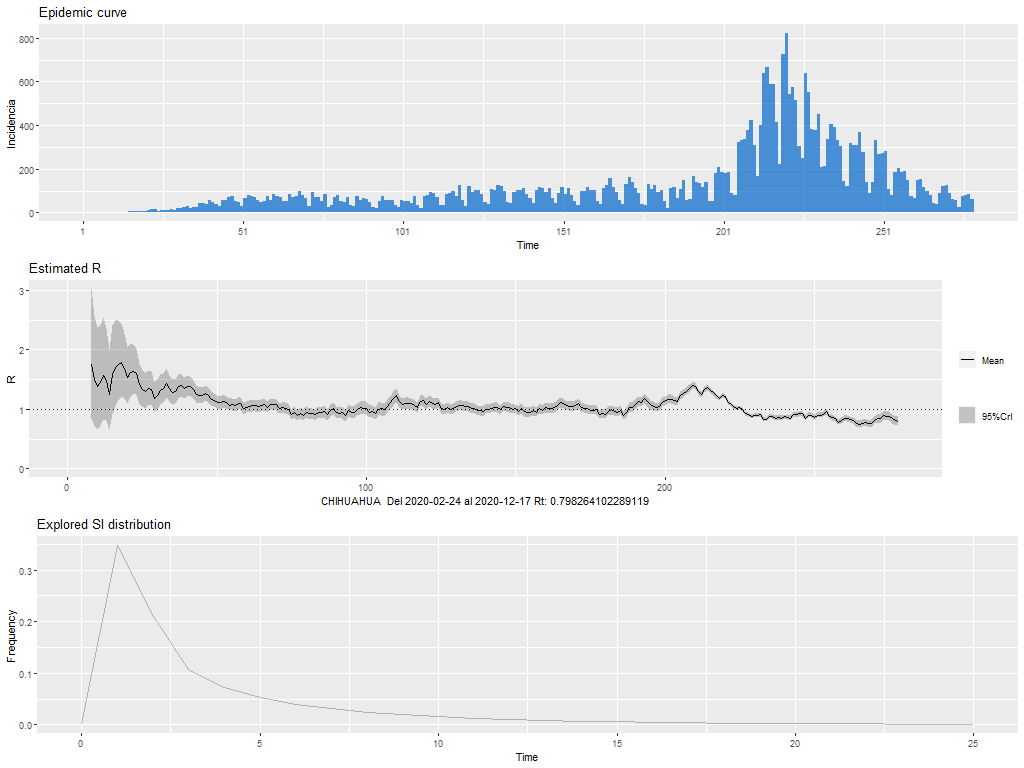 Epidemic curve
Incidencia
800
600
400
200
0
1
51
101
151
201
251
Time
Estimated R
R
3
2
1
0
0
100
200
CHIHUAHUA Del 2020-02-24 al 2020-12-17 Rt: 0.798264102289119
Mean
95%CrI
Explored SI distribution
Frequency
0.3
0.2
0.1
0.0
0
5
10
15
20
25
Time